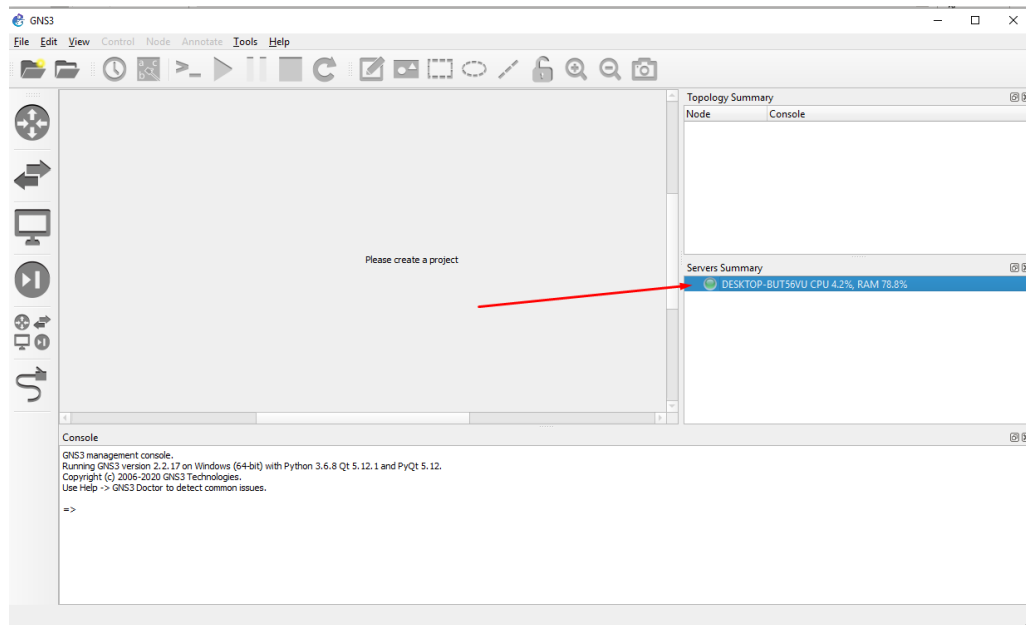 GNS3
File Edit View Control Node Annotate Tools Help
Please create a project
Topology Summary
Node Console
Servers Summary
DESKTOP-BUT56VU CPU 4.2%, RAM 78.8%
Console
GNS3 management console.
Running GNS3 version 2.2.17 on Windows (64-bit) with Python 3.6.8 Qt 5.12.1 and PyQt 5.12.
Copyright (c) 2006-2020 GNS3 Technologies.
Use Help -> GNS3 Doctor to detect common issues.
=>